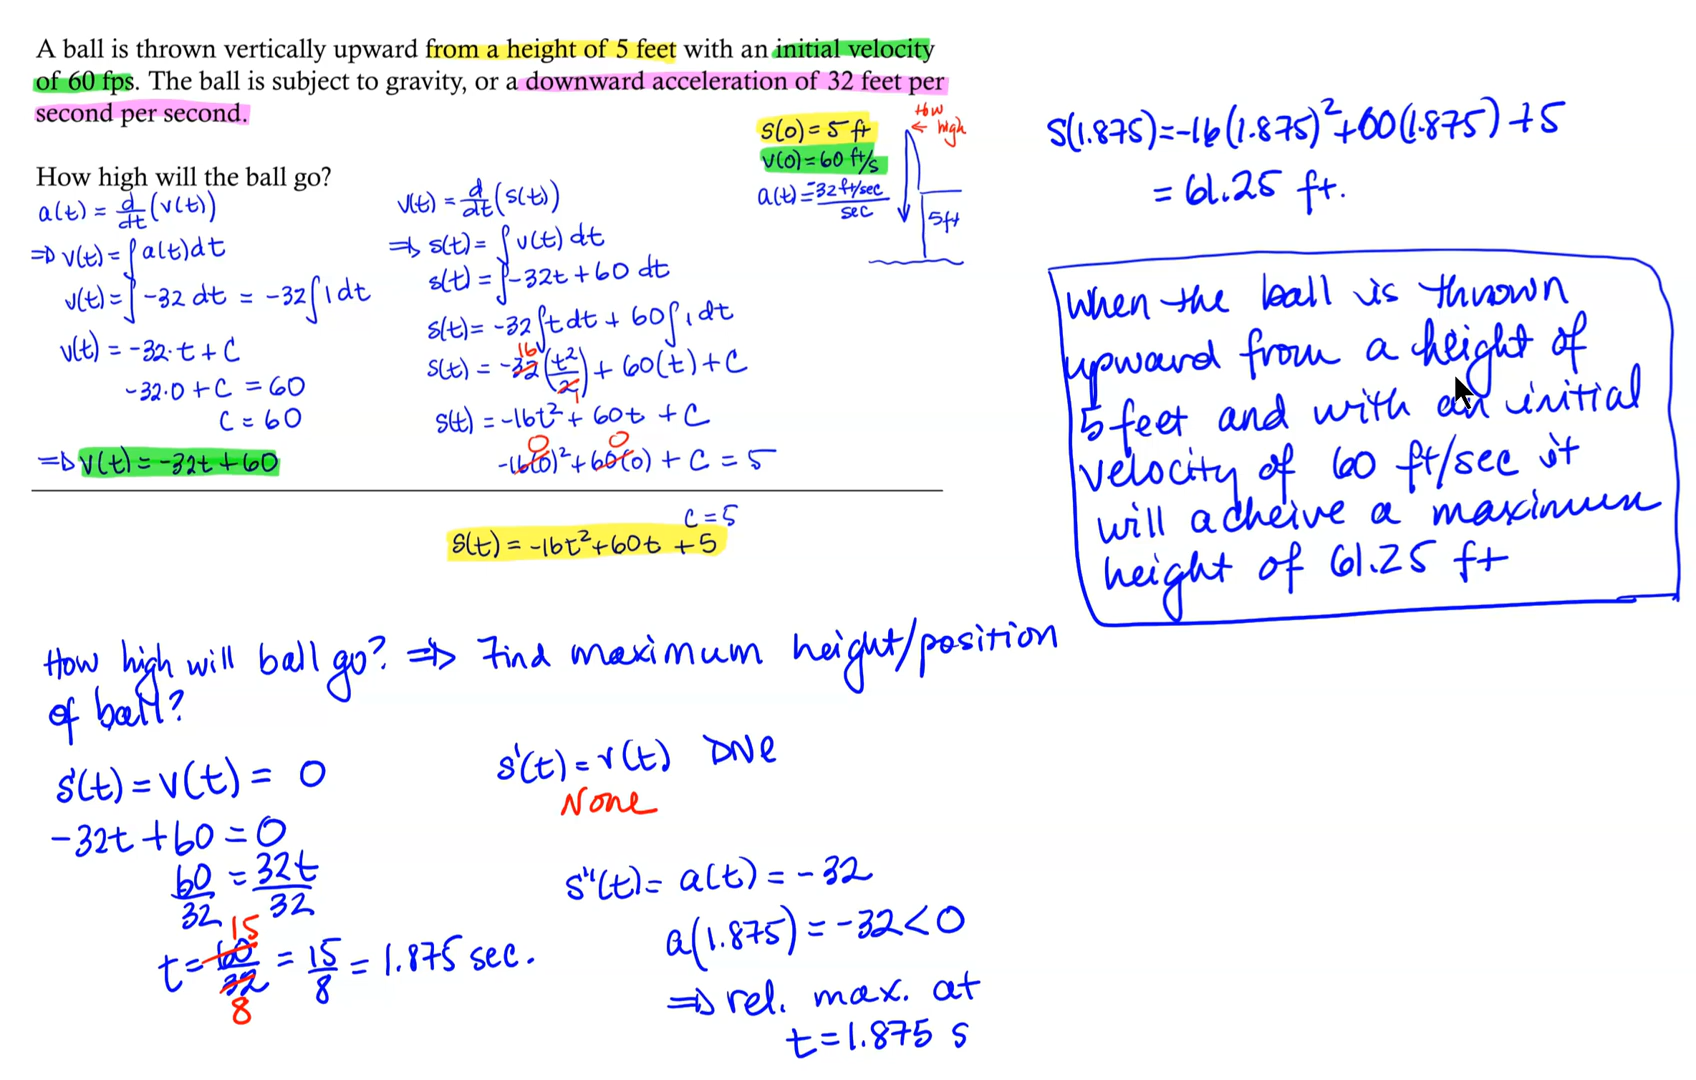 A ball is thrown vertically upward from a height of 5 feet with an initial velocity
of 60 fps. The ball is subject to gravity, or a downward acceleration of 32 feet per
second per second.
How high will the ball go?
s(0) = 5 ft
v(0) = 60 ft/s
a(t) = -32 ft/sec / sec
How high
5ft
a(t) = d/dt (v(t))
⇒ v(t) = ∫ a(t) dt
v(t) = ∫ -32 dt = -32 ∫ 1 dt
v(t) = -32·t + C
-32·0 + C = 60
C = 60
⇒ v(t) = -32t + 60
v(t) = d/dt (s(t))
⇒ s(t) = ∫ v(t) dt
s(t) = ∫ -32t + 60 dt
s(t) = -32 ∫ t dt + 60 ∫ 1 dt
16
s(t) = -32 (t²/2) + 60(t) + C
1
s(t) = -16t² + 60t + C
0 0
-16(0)² + 60(0) + C = 5
C = 5
s(t) = -16t² + 60t + 5
How high will ball go? ⇒ Find maximum height/position
of ball?
s'(t) = v(t) = 0
-32t + 60 = 0
60/32 = 32t/32
15
t = 60/32 = 15/8 = 1.875 sec.
8
s'(t) = v(t) DNE
None
s''(t) = a(t) = -32
a(1.875) = -32 < 0
⇒ rel. max. at
t = 1.875 s
s(1.875) = -16(1.875)² + 60(1.875) + 5
= 61.25 ft.
When the ball is thrown
upward from a height of
5 feet and with an initial
velocity of 60 ft/sec it
will acheive a maximum
height of 61.25 ft